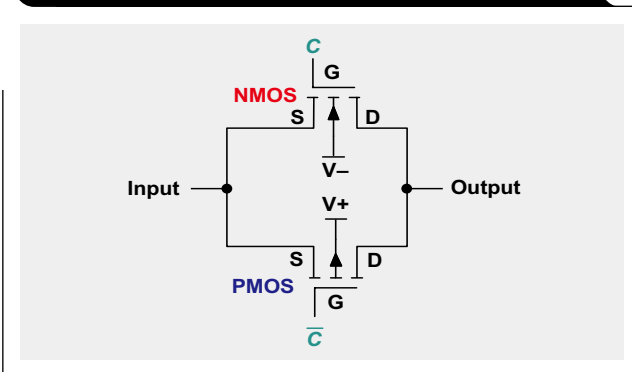 C
G
NMOS
S D
V–
Input Output
V+
S D
PMOS
G
C̅